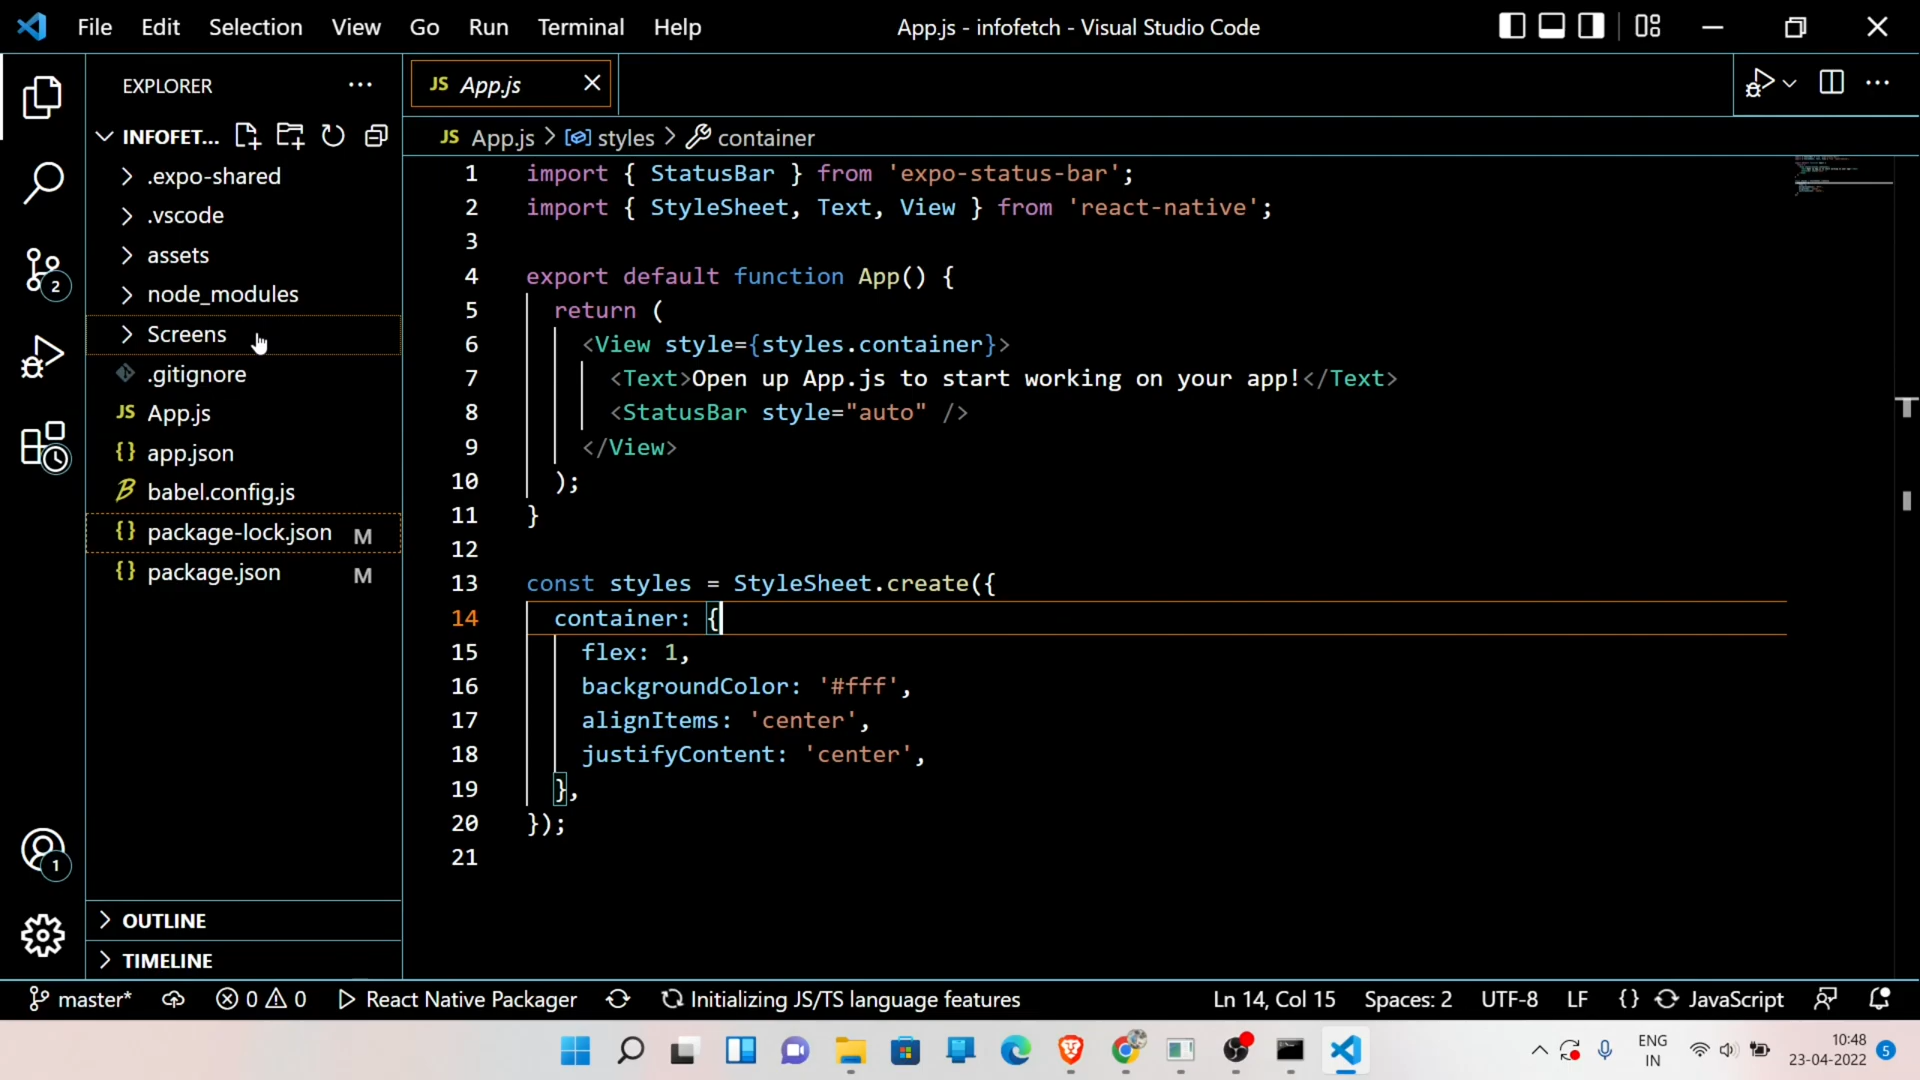 File Edit Selection View Go Run Terminal Help App.js - infofetch - Visual Studio Code
EXPLORER
INFOFET...
.expo-shared
.vscode
assets
node_modules
Screens
.gitignore
JS App.js
{} app.json
babel.config.js
{} package-lock.json M
{} package.json M
OUTLINE
TIMELINE
2
1
JS App.js
JS App.js > styles > container
1 import { StatusBar } from 'expo-status-bar';
2 import { StyleSheet, Text, View } from 'react-native';
3
4 export default function App() {
5 return (
6 <View style={styles.container}>
7 <Text>Open up App.js to start working on your app!</Text>
8 <StatusBar style="auto" />
9 </View>
10 );
11 }
12
13 const styles = StyleSheet.create({
14 container: {
15 flex: 1,
16 backgroundColor: '#fff',
17 alignItems: 'center',
18 justifyContent: 'center',
19 },
20 });
21
master* 0 0 React Native Packager Initializing JS/TS language features Ln 14, Col 15 Spaces: 2 UTF-8 LF {} JavaScript
ENG
IN
10:48
23-04-2022
5